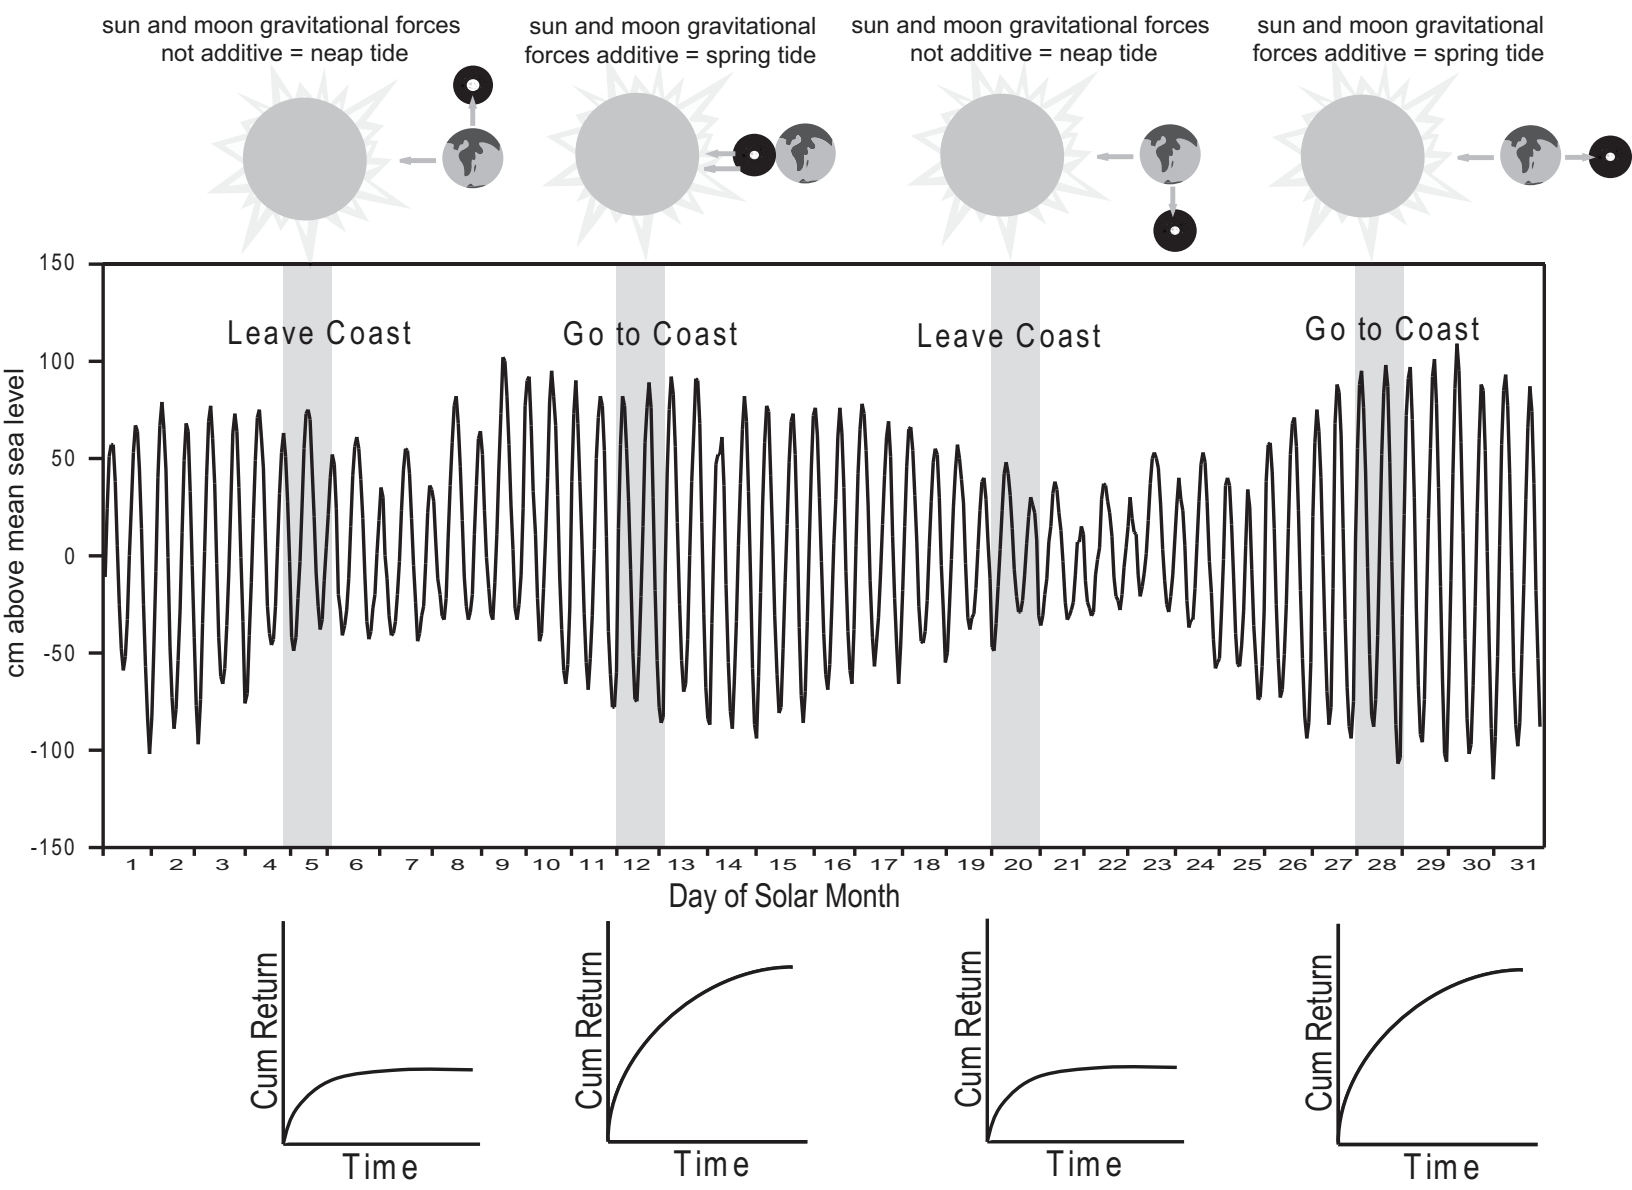 sun and moon gravitational forces
not additive = neap tide
sun and moon gravitational
forces additive = spring tide
sun and moon gravitational forces
not additive = neap tide
sun and moon gravitational
forces additive = spring tide
150
100
50
0
-50
-100
-150
cm above mean sea level
Leave Coast
Go to Coast
Leave Coast
Go to Coast
1 2 3 4 5 6 7 8 9 10 11 12 13 14 15 16 17 18 19 20 21 22 23 24 25 26 27 28 29 30 31
Day of Solar Month
Cum Return
Time
Cum Return
Time
Cum Return
Time
Cum Return
Time